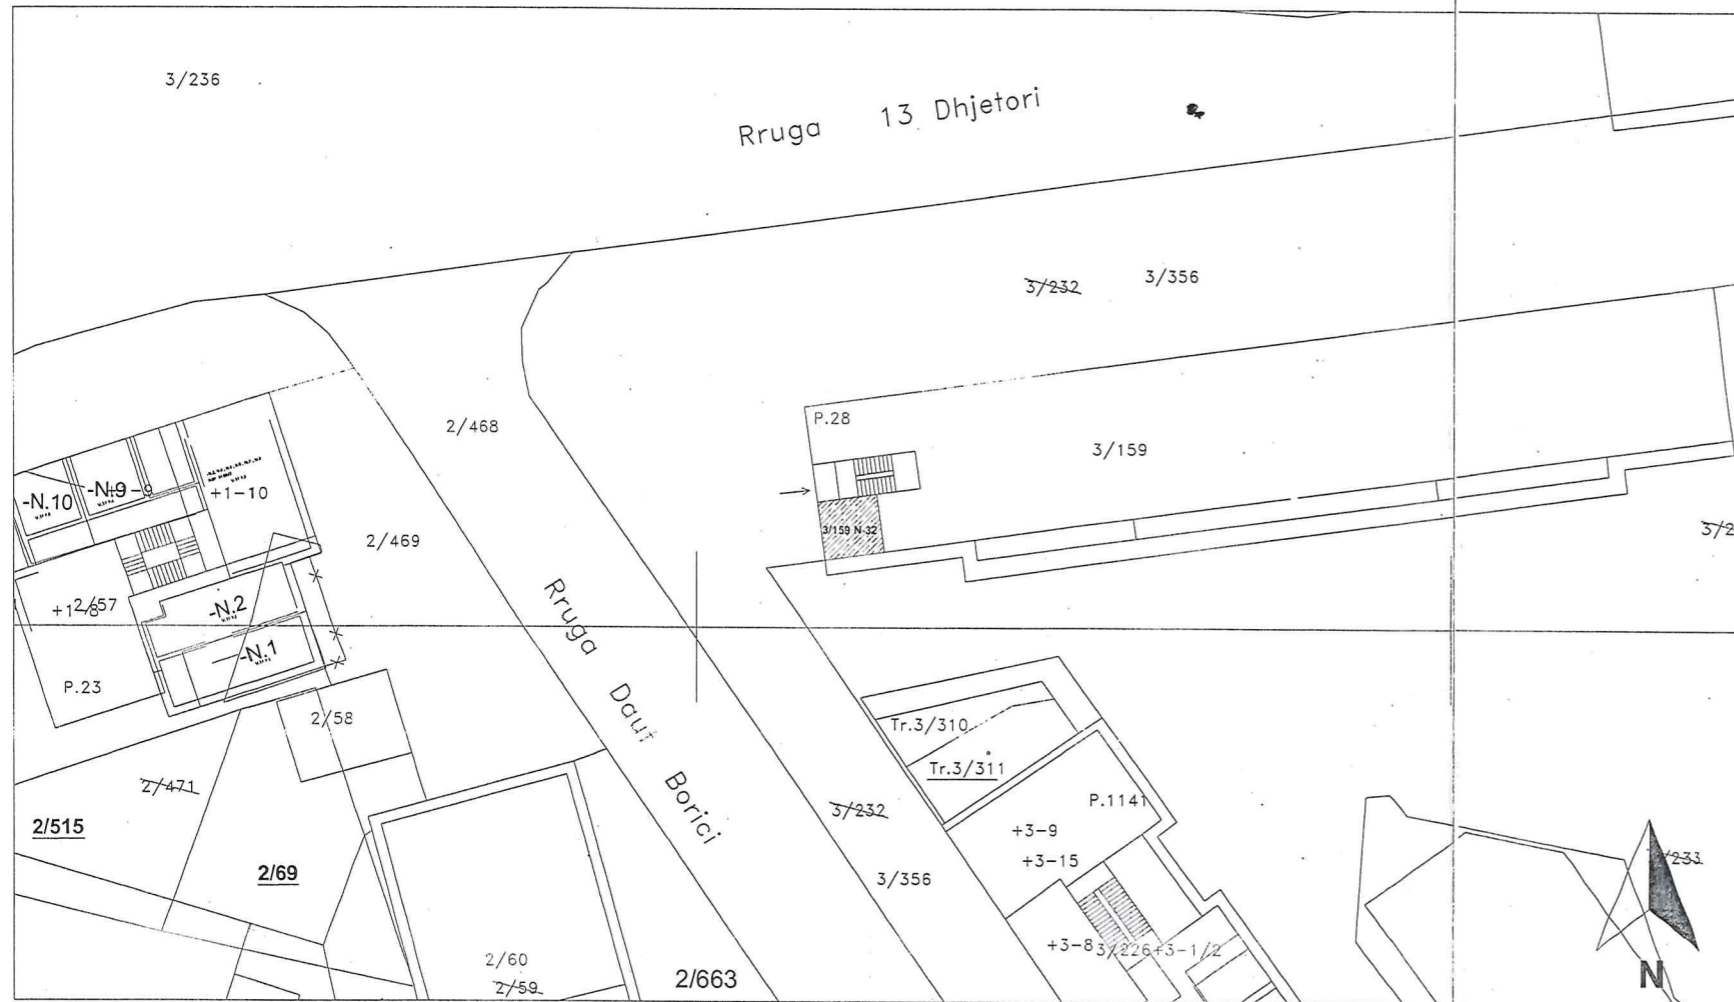 3/236
Rruga 13 Dhjetori
3/232 3/356
P.28
2/468
3/159
-N.10
+1-10
3/159 N-32
2/469
+1-8
2/57
-N.2
-N.1
P.23
Rruga Daut Borici
2/58
Tr.3/310
Tr.3/311
2/471
P.1141
3/232
2/515
+3-9
+3-15
2/69
3/356
/233
+3-8
3/226
+3-1/2
2/60
2/59
2/663
N